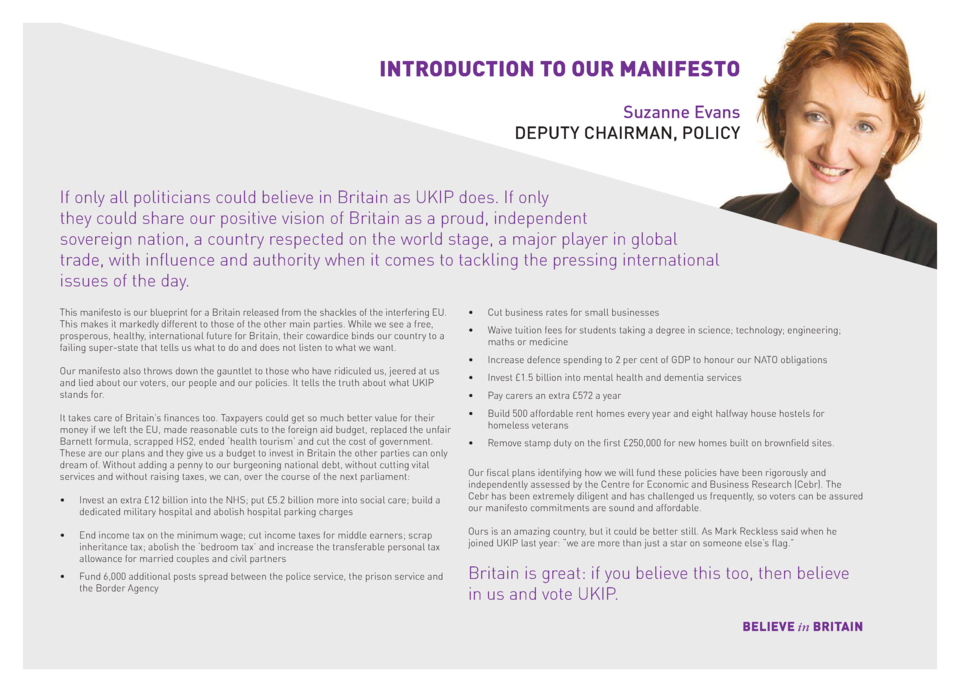 INTRODUCTION TO OUR MANIFESTO
Suzanne Evans
DEPUTY CHAIRMAN, POLICY
If only all politicians could believe in Britain as UKIP does. If only
they could share our positive vision of Britain as a proud, independent
sovereign nation, a country respected on the world stage, a major player in global
trade, with influence and authority when it comes to tackling the pressing international
issues of the day.
This manifesto is our blueprint for a Britain released from the shackles of the interfering EU.
This makes it markedly different to those of the other main parties. While we see a free,
prosperous, healthy, international future for Britain, their cowardice binds our country to a
failing super-state that tells us what to do and does not listen to what we want.
Our manifesto also throws down the gauntlet to those who have ridiculed us, jeered at us
and lied about our voters, our people and our policies. It tells the truth about what UKIP
stands for.
It takes care of Britain's finances too. Taxpayers could get so much better value for their
money if we left the EU, made reasonable cuts to the foreign aid budget, replaced the unfair
Barnett formula, scrapped HS2, ended 'health tourism' and cut the cost of government.
These are our plans and they give us a budget to invest in Britain the other parties can only
dream of. Without adding a penny to our burgeoning national debt, without cutting vital
services and without raising taxes, we can, over the course of the next parliament:
• Invest an extra £12 billion into the NHS; put £5.2 billion more into social care; build a
dedicated military hospital and abolish hospital parking charges
• End income tax on the minimum wage; cut income taxes for middle earners; scrap
inheritance tax; abolish the 'bedroom tax' and increase the transferable personal tax
allowance for married couples and civil partners
• Fund 6,000 additional posts spread between the police service, the prison service and
the Border Agency
• Cut business rates for small businesses
• Waive tuition fees for students taking a degree in science; technology; engineering;
maths or medicine
• Increase defence spending to 2 per cent of GDP to honour our NATO obligations
• Invest £1.5 billion into mental health and dementia services
• Pay carers an extra £572 a year
• Build 500 affordable rent homes every year and eight halfway house hostels for
homeless veterans
• Remove stamp duty on the first £250,000 for new homes built on brownfield sites.
Our fiscal plans identifying how we will fund these policies have been rigorously and
independently assessed by the Centre for Economic and Business Research (Cebr). The
Cebr has been extremely diligent and has challenged us frequently, so voters can be assured
our manifesto commitments are sound and affordable.
Ours is an amazing country, but it could be better still. As Mark Reckless said when he
joined UKIP last year: "we are more than just a star on someone else's flag."
Britain is great: if you believe this too, then believe
in us and vote UKIP.
BELIEVE in BRITAIN